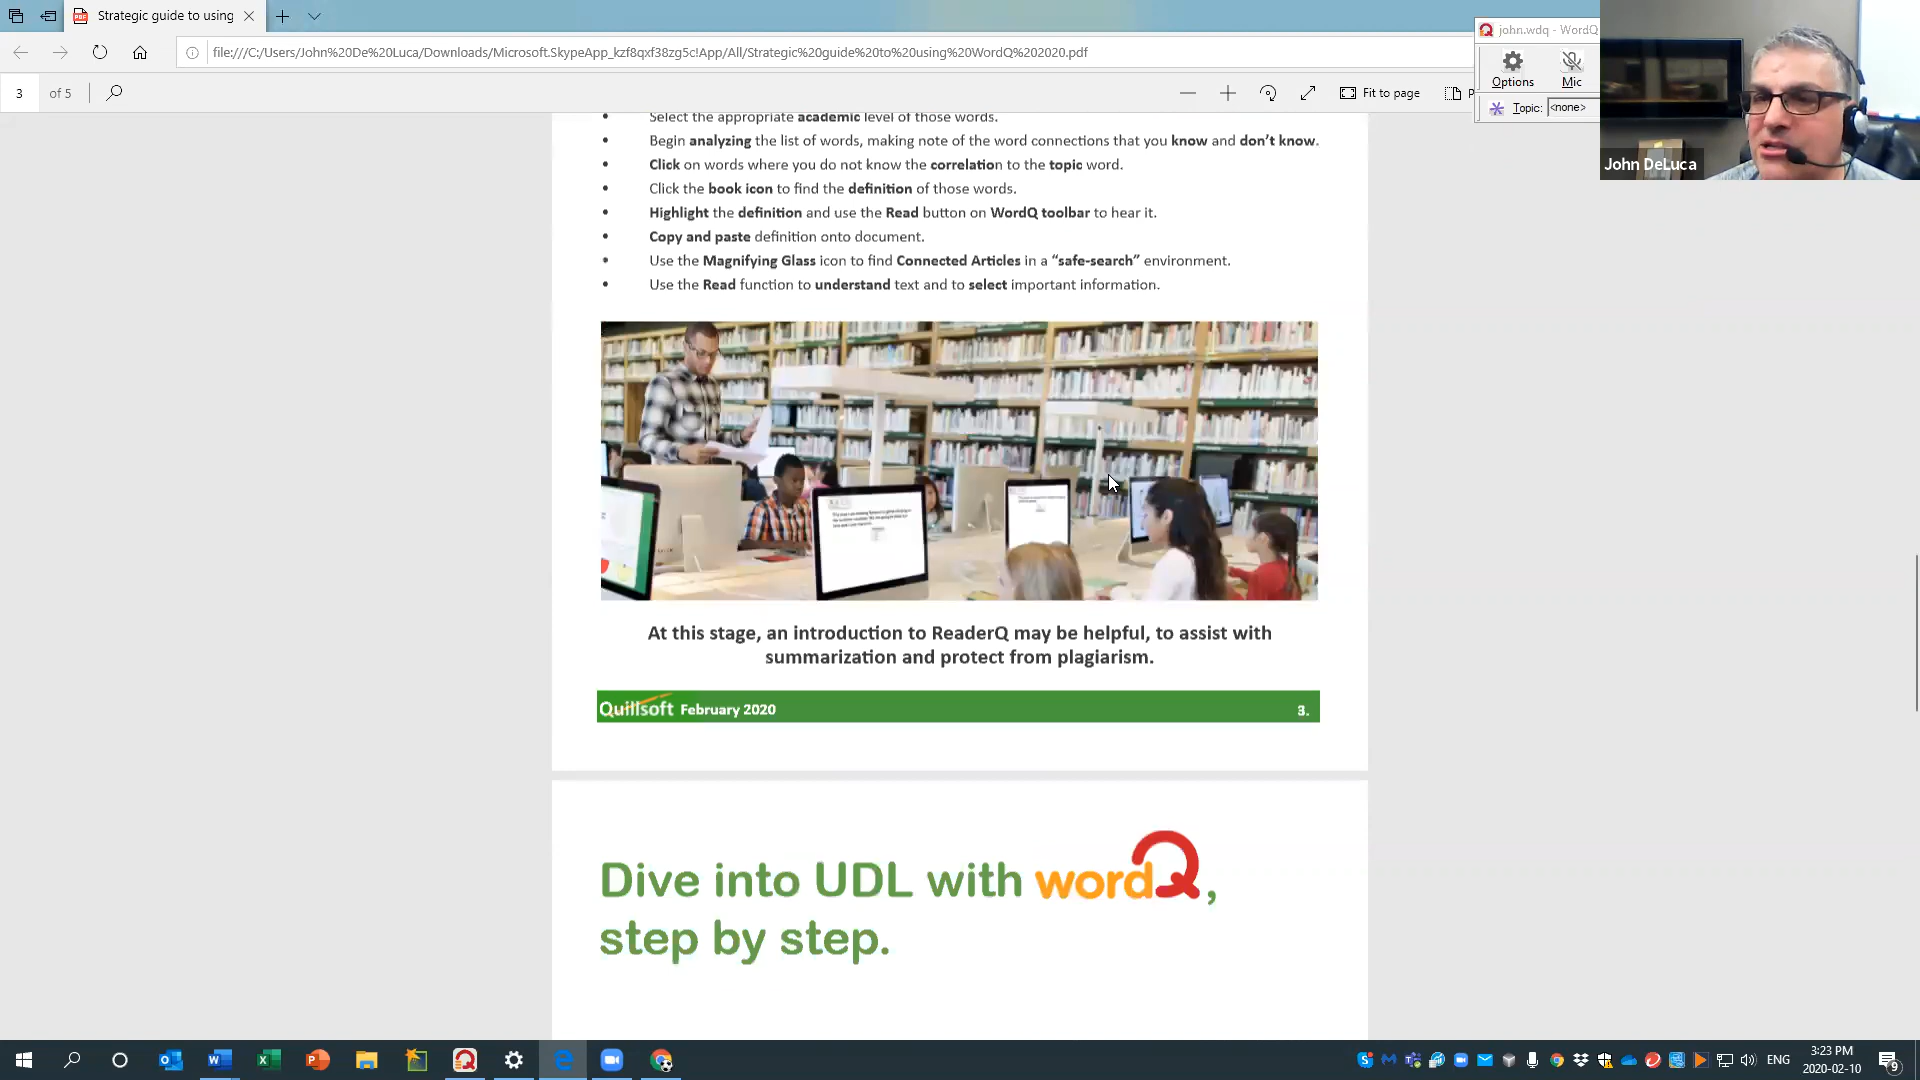 Strategic guide to using
john.wdq - WordQ
file:///C:/Users/John%20De%20Luca/Downloads/Microsoft.SkypeApp_kzf8qxf38zg5c!App/All/Strategic%20guide%20to%20using%20WordQ%202020.pdf
Options
Mic
3
of 5
Fit to page
Topic:
<none>
John DeLuca
• Select the appropriate academic level of those words.
• Begin analyzing the list of words, making note of the word connections that you know and don't know.
• Click on words where you do not know the correlation to the topic word.
• Click the book icon to find the definition of those words.
• Highlight the definition and use the Read button on WordQ toolbar to hear it.
• Copy and paste definition onto document.
• Use the Magnifying Glass icon to find Connected Articles in a “safe-search” environment.
• Use the Read function to understand text and to select important information.
At this stage, an introduction to ReaderQ may be helpful, to assist with
summarization and protect from plagiarism.
Quillsoft February 2020
3.
Dive into UDL with wordQ,
step by step.
ENG
3:23 PM
2020-02-10
9